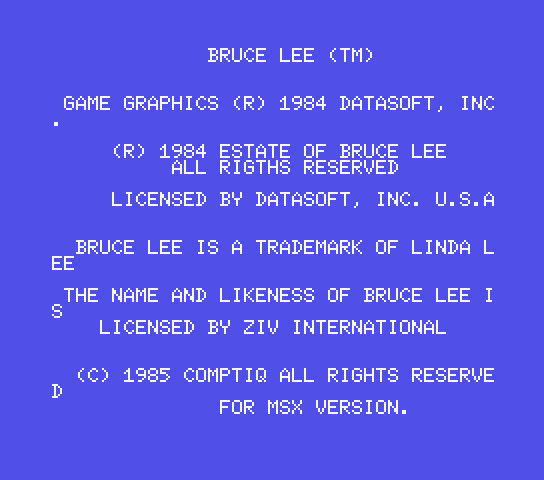 BRUCE LEE (TM)
GAME GRAPHICS (R) 1984 DATASOFT, INC
.
(R) 1984 ESTATE OF BRUCE LEE
ALL RIGTHS RESERVED
LICENSED BY DATASOFT, INC. U.S.A
BRUCE LEE IS A TRADEMARK OF LINDA L
EE
THE NAME AND LIKENESS OF BRUCE LEE I
S
LICENSED BY ZIV INTERNATIONAL
(C) 1985 COMPTIQ ALL RIGHTS RESERVE
D
FOR MSX VERSION.